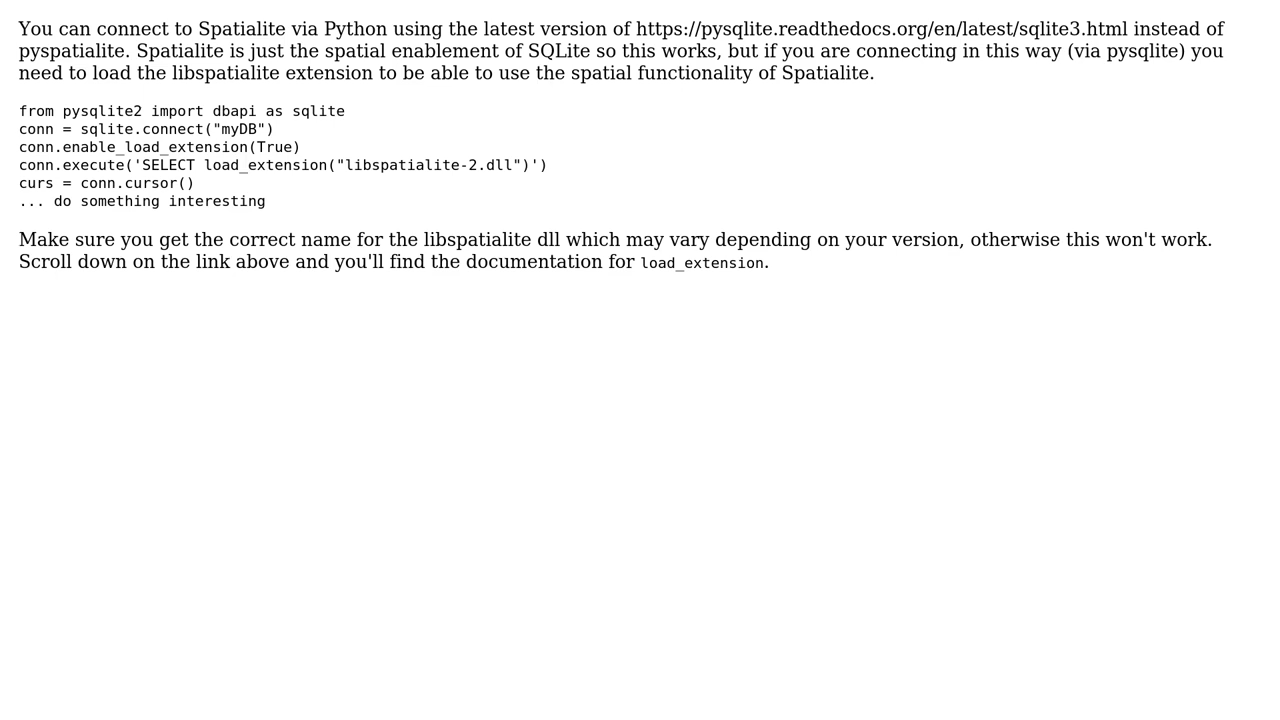 You can connect to Spatialite via Python using the latest version of https://pysqlite.readthedocs.org/en/latest/sqlite3.html instead of
pyspatialite. Spatialite is just the spatial enablement of SQLite so this works, but if you are connecting in this way (via pysqlite) you
need to load the libspatialite extension to be able to use the spatial functionality of Spatialite.
from pysqlite2 import dbapi as sqlite
conn = sqlite.connect("myDB")
conn.enable_load_extension(True)
conn.execute('SELECT load_extension("libspatialite-2.dll")')
curs = conn.cursor()
... do something interesting
Make sure you get the correct name for the libspatialite dll which may vary depending on your version, otherwise this won't work.
Scroll down on the link above and you'll find the documentation for load_extension.